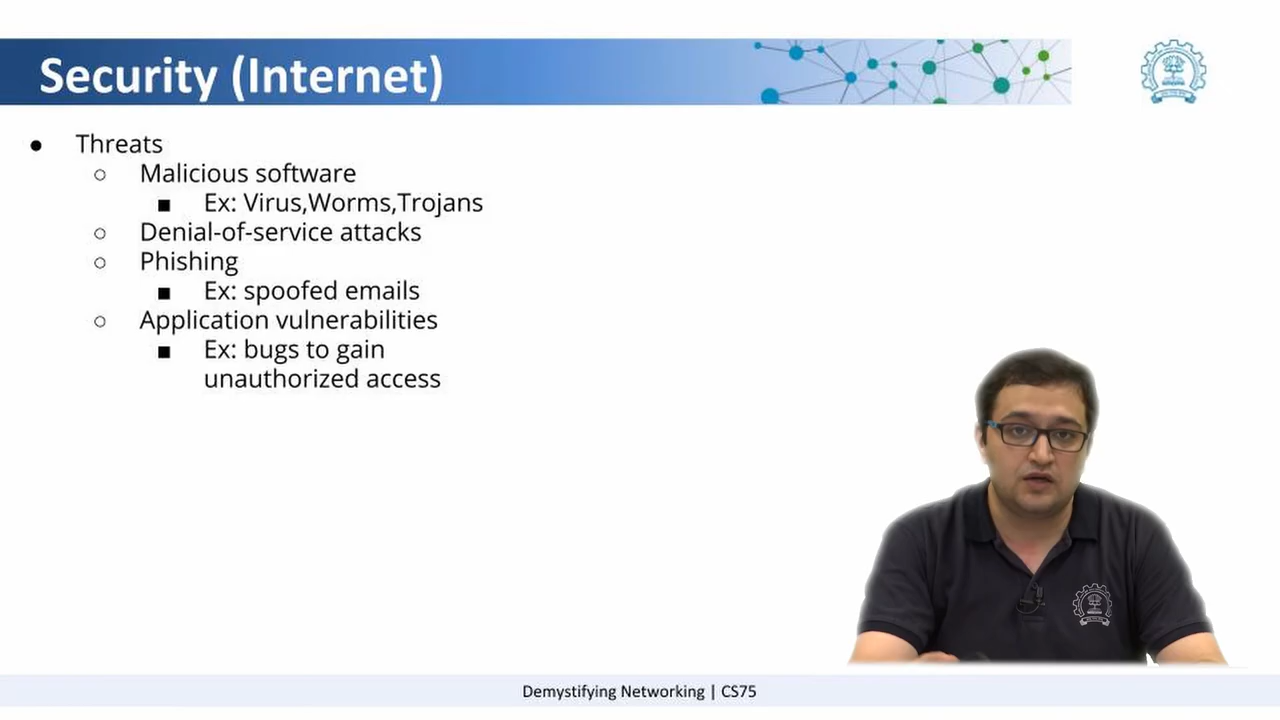 Security (Internet)
● Threats
○ Malicious software
■ Ex: Virus,Worms,Trojans
○ Denial-of-service attacks
○ Phishing
■ Ex: spoofed emails
○ Application vulnerabilities
■ Ex: bugs to gain
unauthorized access
Demystifying Networking | CS75